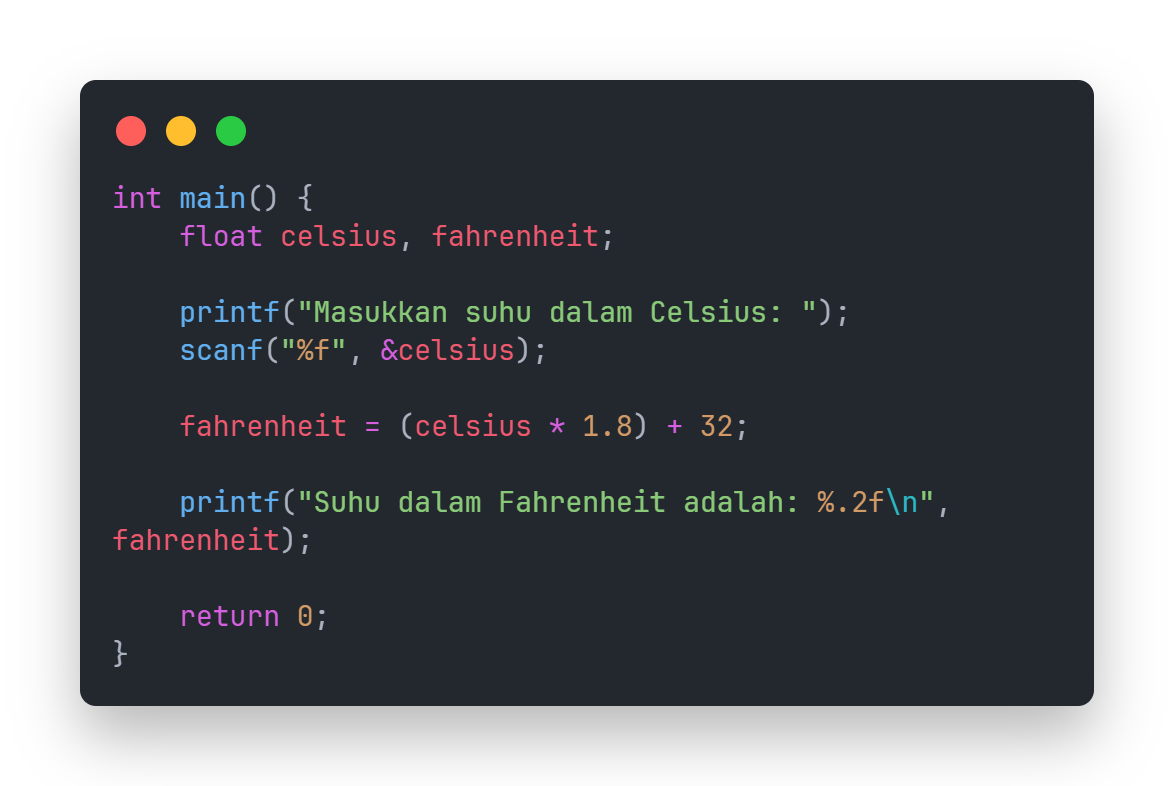 int main() {
    float celsius, fahrenheit;

    printf("Masukkan suhu dalam Celsius: ");
    scanf("%f", &celsius);

    fahrenheit = (celsius * 1.8) + 32;

    printf("Suhu dalam Fahrenheit adalah: %.2f\n",
fahrenheit);

    return 0;
}